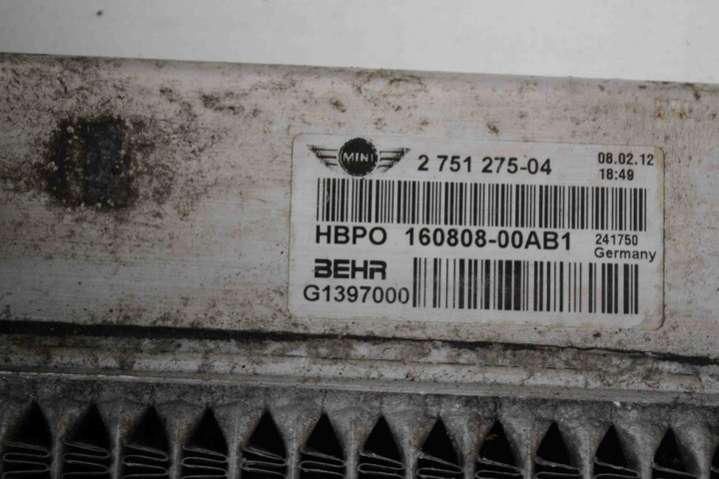 MINI 2 751 275-04 08.02.12
18:49
HBPO 160808-00AB1 241750
Germany
BEHR
G1397000